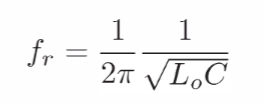 f_r = \frac{1}{2\pi} \frac{1}{\sqrt{L_o C}}